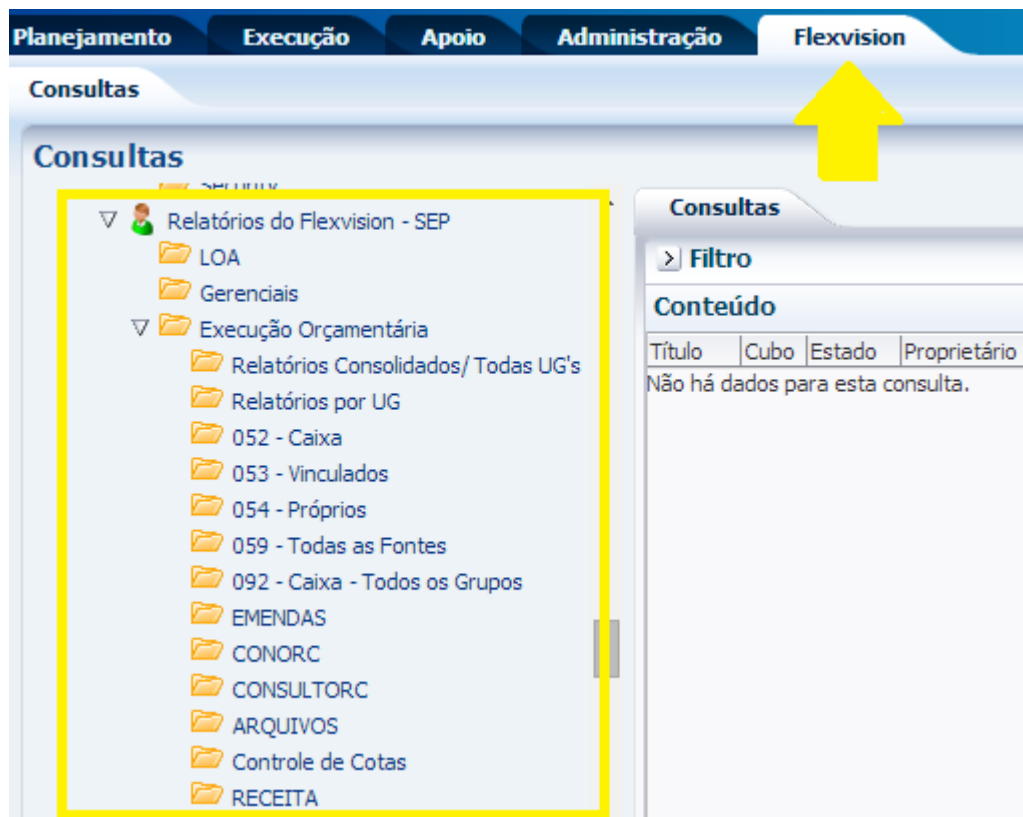 Planejamento Execução Apoio Administração Flexvision
Consultas
Consultas
Security
Relatórios do Flexvision - SEP
LOA
Gerenciais
Execução Orçamentária
Relatórios Consolidados/ Todas UG's
Relatórios por UG
052 - Caixa
053 - Vinculados
054 - Próprios
059 - Todas as Fontes
092 - Caixa - Todos os Grupos
EMENDAS
CONORC
CONSULTORC
ARQUIVOS
Controle de Cotas
RECEITA
Consultas
Filtro
Conteúdo
Título Cubo Estado Proprietário
Não há dados para esta consulta.